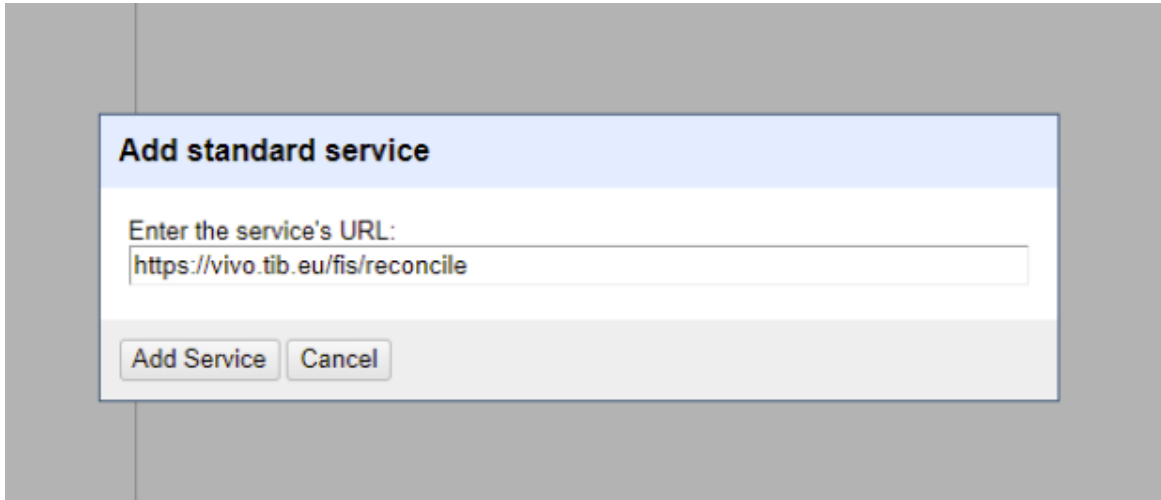 Add standard service
Enter the service's URL:
https://vivo.tib.eu/fis/reconcile
Add Service Cancel